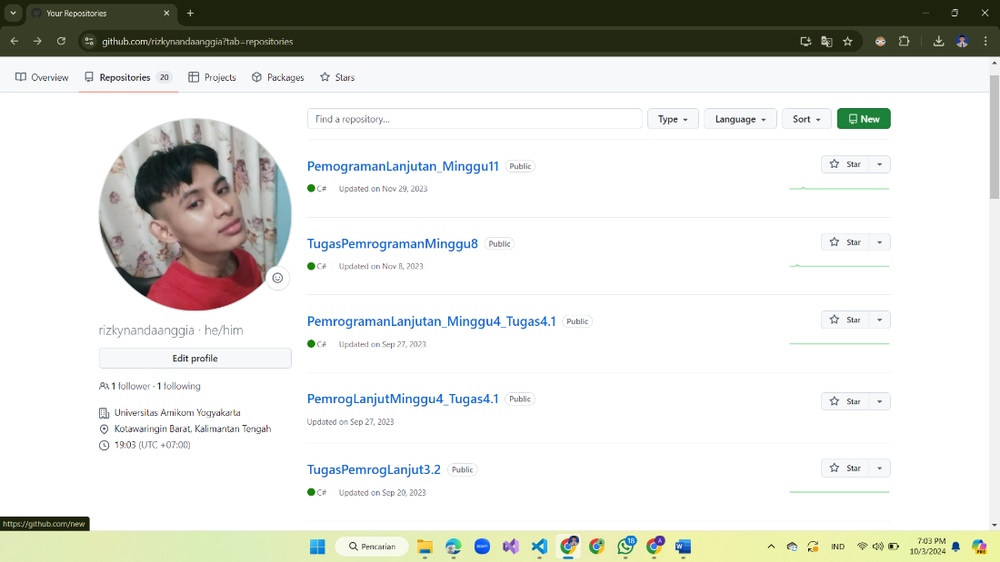 Your Repositories
github.com/rizkynandaanggia?tab=repositories
Overview
Repositories 20
Projects
Packages
Stars
Find a repository...
Type
Language
Sort
New
PemogramanLanjutan_Minggu11 Public
Star
C# Updated on Nov 29, 2023
TugasPemrogramanMinggu8 Public
Star
C# Updated on Nov 8, 2023
PemrogramanLanjutan_Minggu4_Tugas4.1 Public
Star
C# Updated on Sep 27, 2023
PemrogLanjutMinggu4_Tugas4.1 Public
Star
Updated on Sep 27, 2023
TugasPemrogLanjut3.2 Public
Star
C# Updated on Sep 20, 2023
rizkynandaanggia · he/him
Edit profile
1 follower · 1 following
Universitas Amikom Yogyakarta
Kotawaringin Barat, Kalimantan Tengah
19:03 (UTC +07:00)
https://github.com/new
Pencarian
zoom
18
A
IND
7:03 PM
10/3/2024
PRE